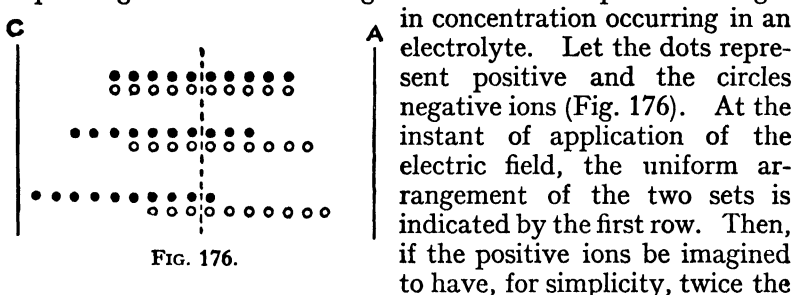 C
A
in concentration occurring in an
electrolyte. Let the dots repre-
sent positive and the circles
negative ions (Fig. 176). At the
instant of application of the
electric field, the uniform ar-
rangement of the two sets is
indicated by the first row. Then,
if the positive ions be imagined
to have, for simplicity, twice the
FIG. 176.